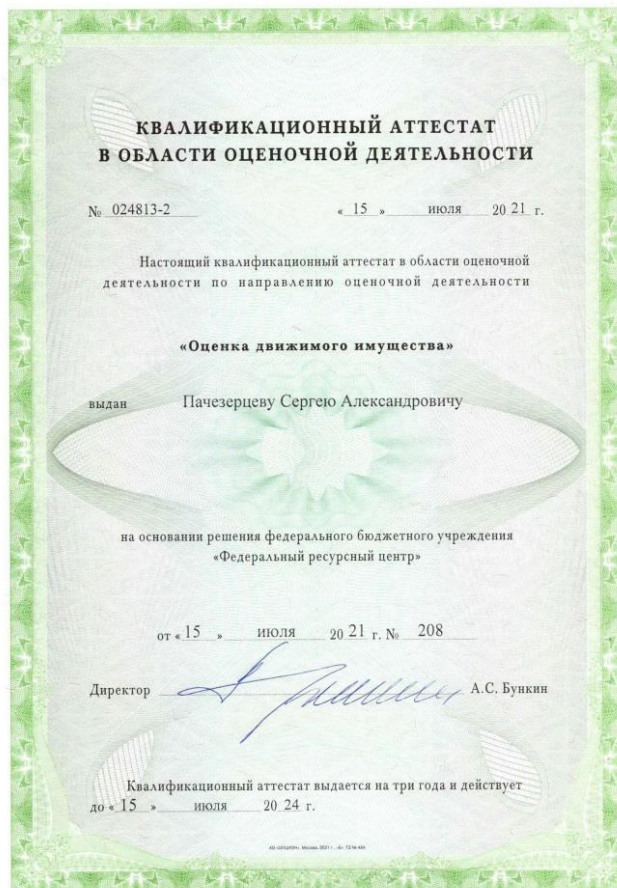 КВАЛИФИКАЦИОННЫЙ АТТЕСТАТ
В ОБЛАСТИ ОЦЕНОЧНОЙ ДЕЯТЕЛЬНОСТИ
№ 024813-2 « 15 » июля 20 21 г.
Настоящий квалификационный аттестат в области оценочной
деятельности по направлению оценочной деятельности
«Оценка движимого имущества»
выдан Пачезерцеву Сергею Александровичу
на основании решения федерального бюджетного учреждения
«Федеральный ресурсный центр»
от « 15 » июля 20 21 г. № 208
Директор А.С. Бункин
Квалификационный аттестат выдается на три года и действует
до « 15 » июля 20 24 г.